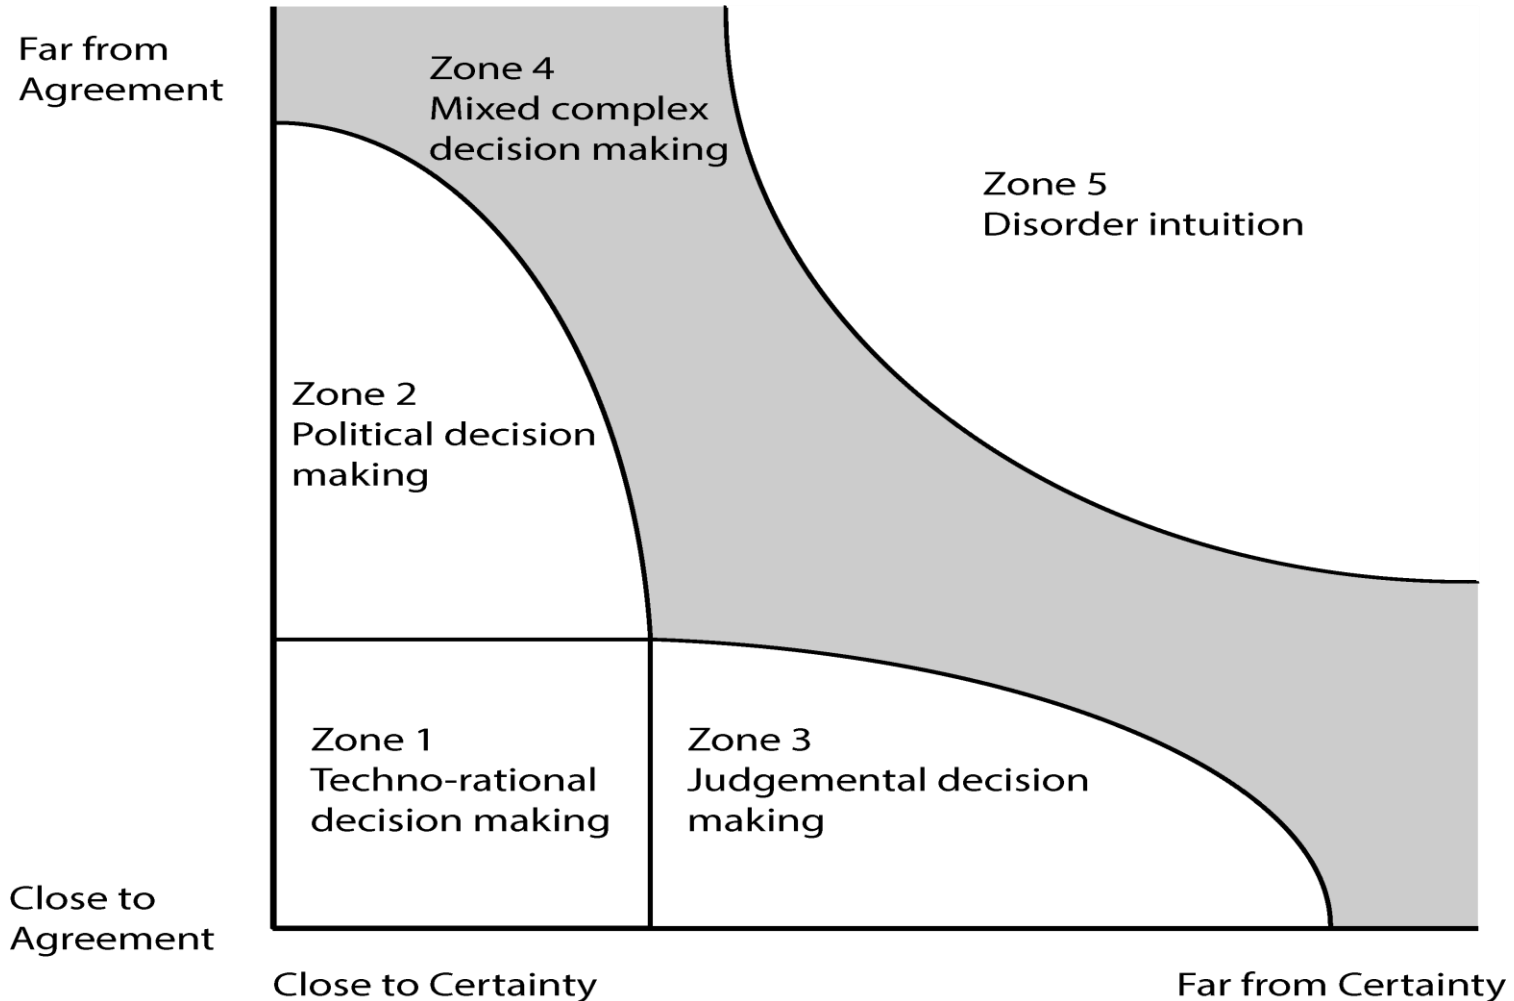 Far from
Agreement
Zone 4
Mixed complex
decision making
Zone 5
Disorder intuition
Zone 2
Political decision
making
Zone 1
Techno-rational
decision making
Zone 3
Judgemental decision
making
Close to
Agreement
Close to Certainty
Far from Certainty